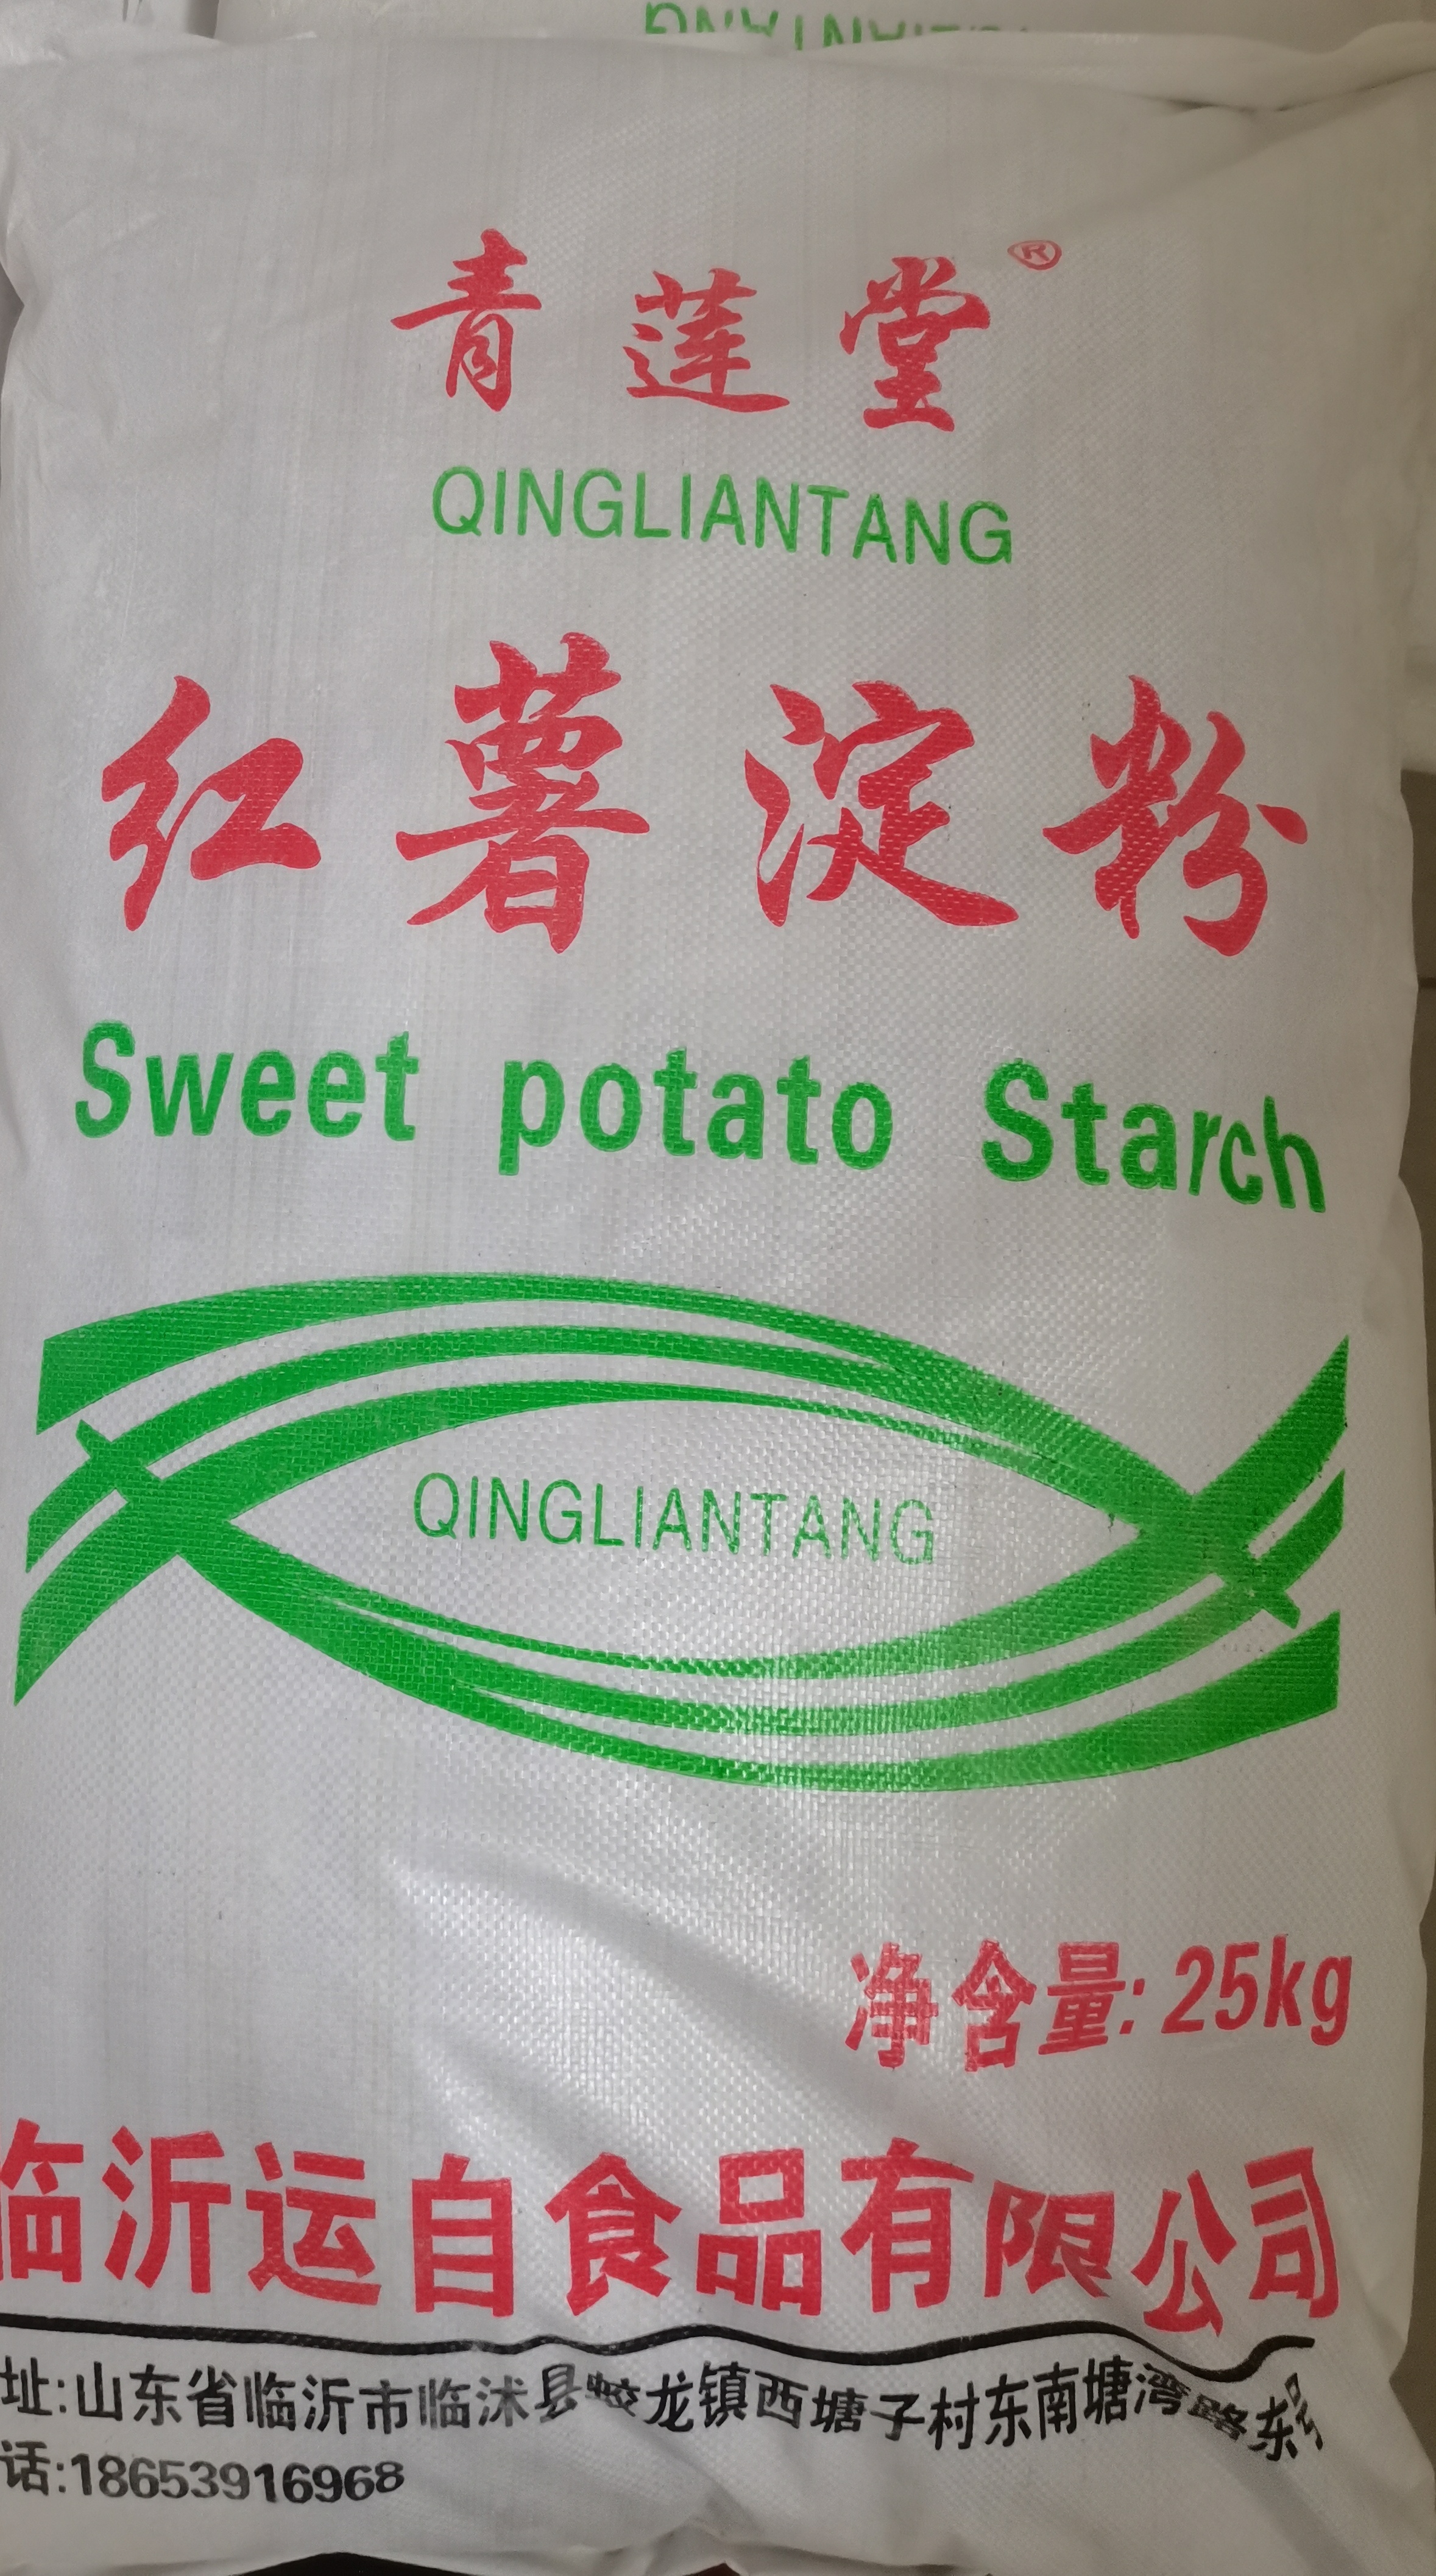 青莲堂®
QINGLIANTANG
红薯淀粉
Sweet potato Starch
QINGLIANTANG
净含量:25kg
临沂运自食品有限公司
址:山东省临沂市临沭县蛟龙镇西塘子村东南塘湾路东
话:18653916968